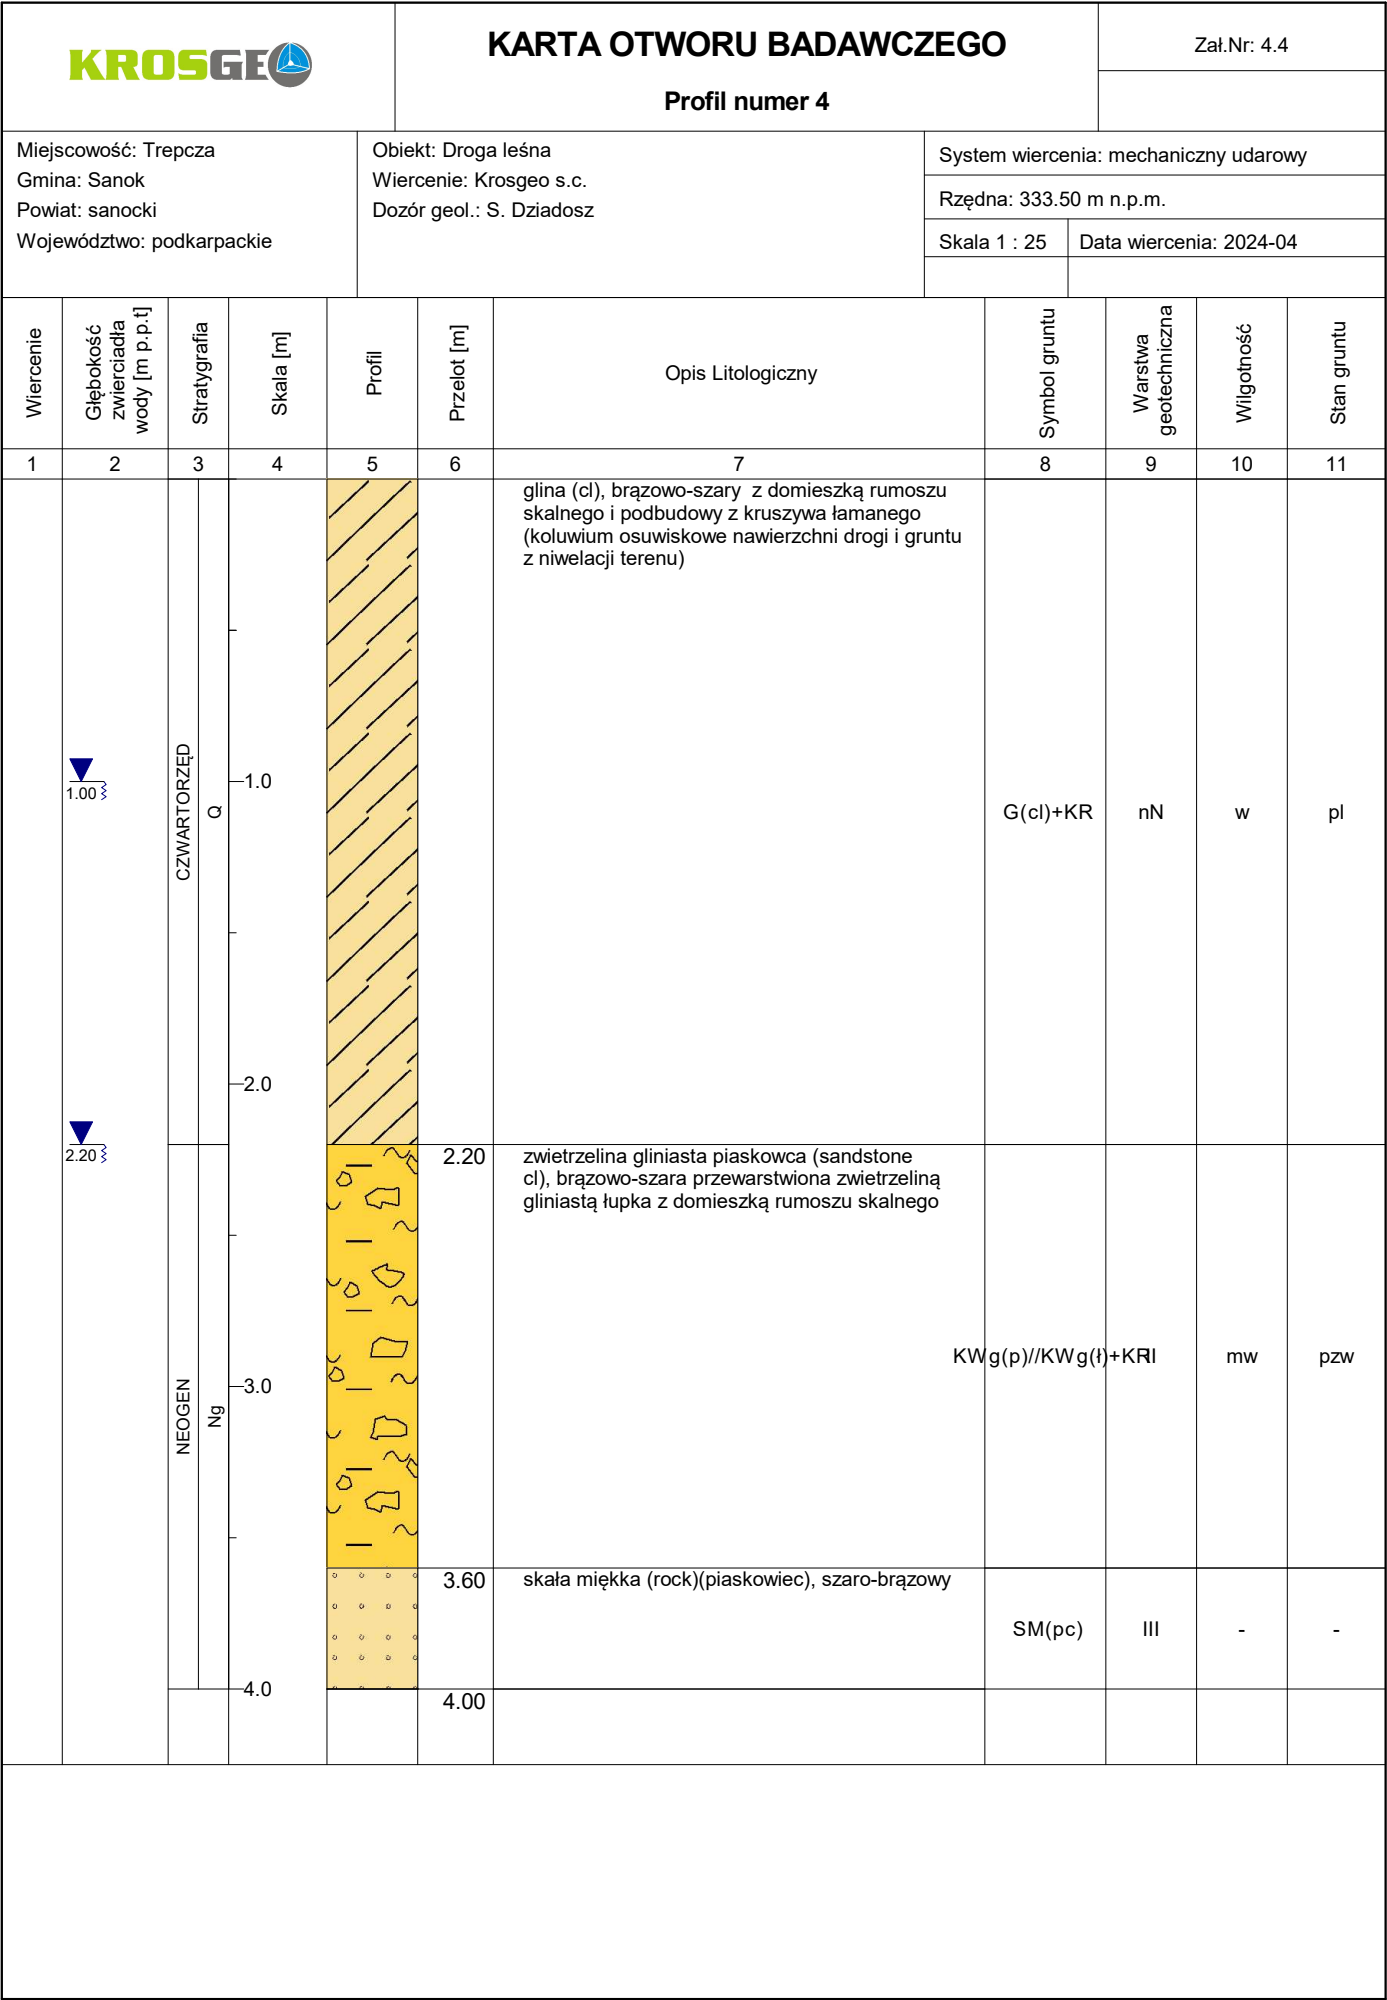 KROSGEO
KARTA OTWORU BADAWCZEGO
Profil numer 4
Zał.Nr: 4.4
Miejscowość: Trepcza
Gmina: Sanok
Powiat: sanocki
Województwo: podkarpackie
Obiekt: Droga leśna
Wiercenie: Krosgeo s.c.
Dozór geol.: S. Dziadosz
System wiercenia: mechaniczny udarowy
Rzędna: 333.50 m n.p.m.
Skala 1 : 25
Data wiercenia: 2024-04
Wiercenie
Głębokość
zwierciadła
wody [m p.p.t]
Stratygrafia
Skala [m]
Profil
Przelot [m]
Opis Litologiczny
Symbol gruntu
Warstwa
geotechniczna
Wilgotność
Stan gruntu
1 2 3 4 5 6 7 8 9 10 11
glina (cl), brązowo-szary z domieszką rumoszu
skalnego i podbudowy z kruszywa łamanego
(koluwium osuwiskowe nawierzchni drogi i gruntu
z niwelacji terenu)
1.00
CZWARTORZĘD
Q
1.0
G(cl)+KR
nN
w
pl
2.0
2.20
2.20
zwietrzelina gliniasta piaskowca (sandstone
cl), brązowo-szara przewarstwiona zwietrzeliną
gliniastą łupka z domieszką rumoszu skalnego
NEOGEN
Ng
3.0
KWg(p)//KWg(ł)+KR
II
mw
pzw
3.60
skała miękka (rock)(piaskowiec), szaro-brązowy
SM(pc)
III
-
-
4.0
4.00